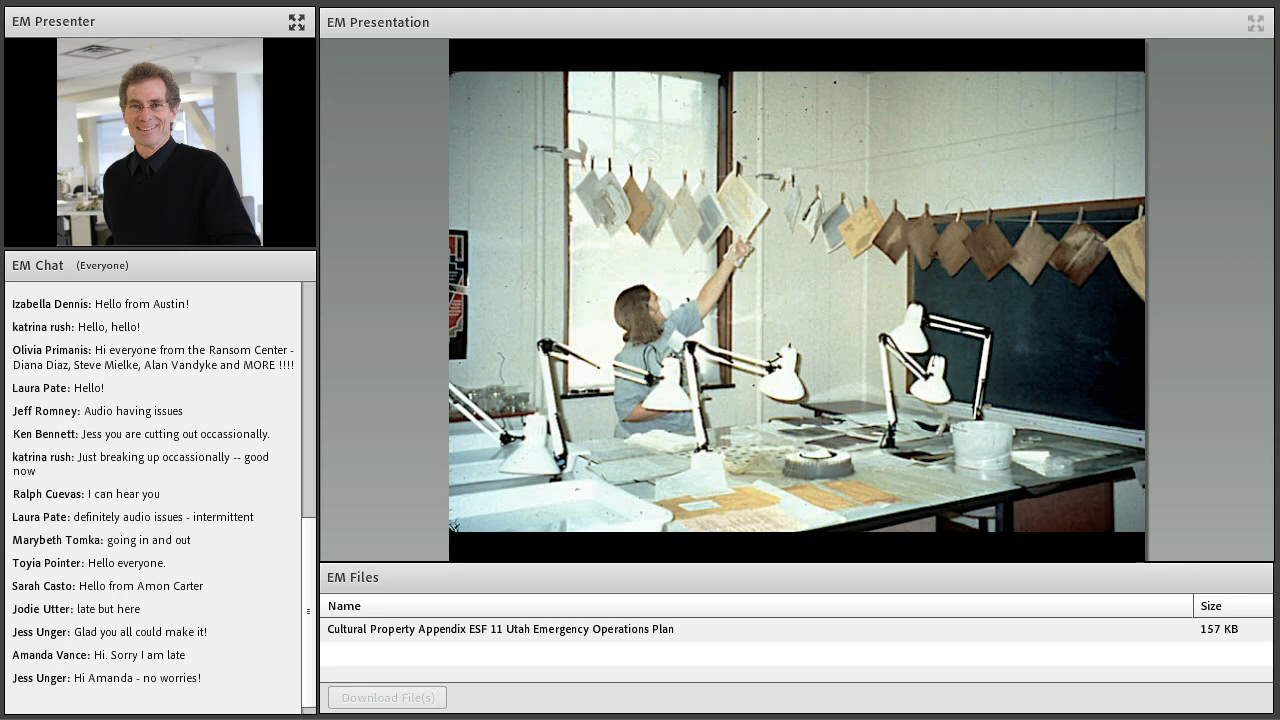 EM Presenter
EM Chat (Everyone)
Izabella Dennis: Hello from Austin!
katrina rush: Hello, hello!
Olivia Primanis: Hi everyone from the Ransom Center -
Diana Diaz, Steve Mielke, Alan Vandyke and MORE !!!!
Laura Pate: Hello!
Jeff Romney: Audio having issues
Ken Bennett: Jess you are cutting out occassionally.
katrina rush: Just breaking up occassionally -- good
now
Ralph Cuevas: I can hear you
Laura Pate: definitely audio issues - intermittent
Marybeth Tomka: going in and out
Toyia Pointer: Hello everyone.
Sarah Casto: Hello from Amon Carter
Jodie Utter: late but here
Jess Unger: Glad you all could make it!
Amanda Vance: Hi. Sorry I am late
Jess Unger: Hi Amanda - no worries!
EM Presentation
EM Files
Name Size
Cultural Property Appendix ESF 11 Utah Emergency Operations Plan 157 KB
Download File(s)